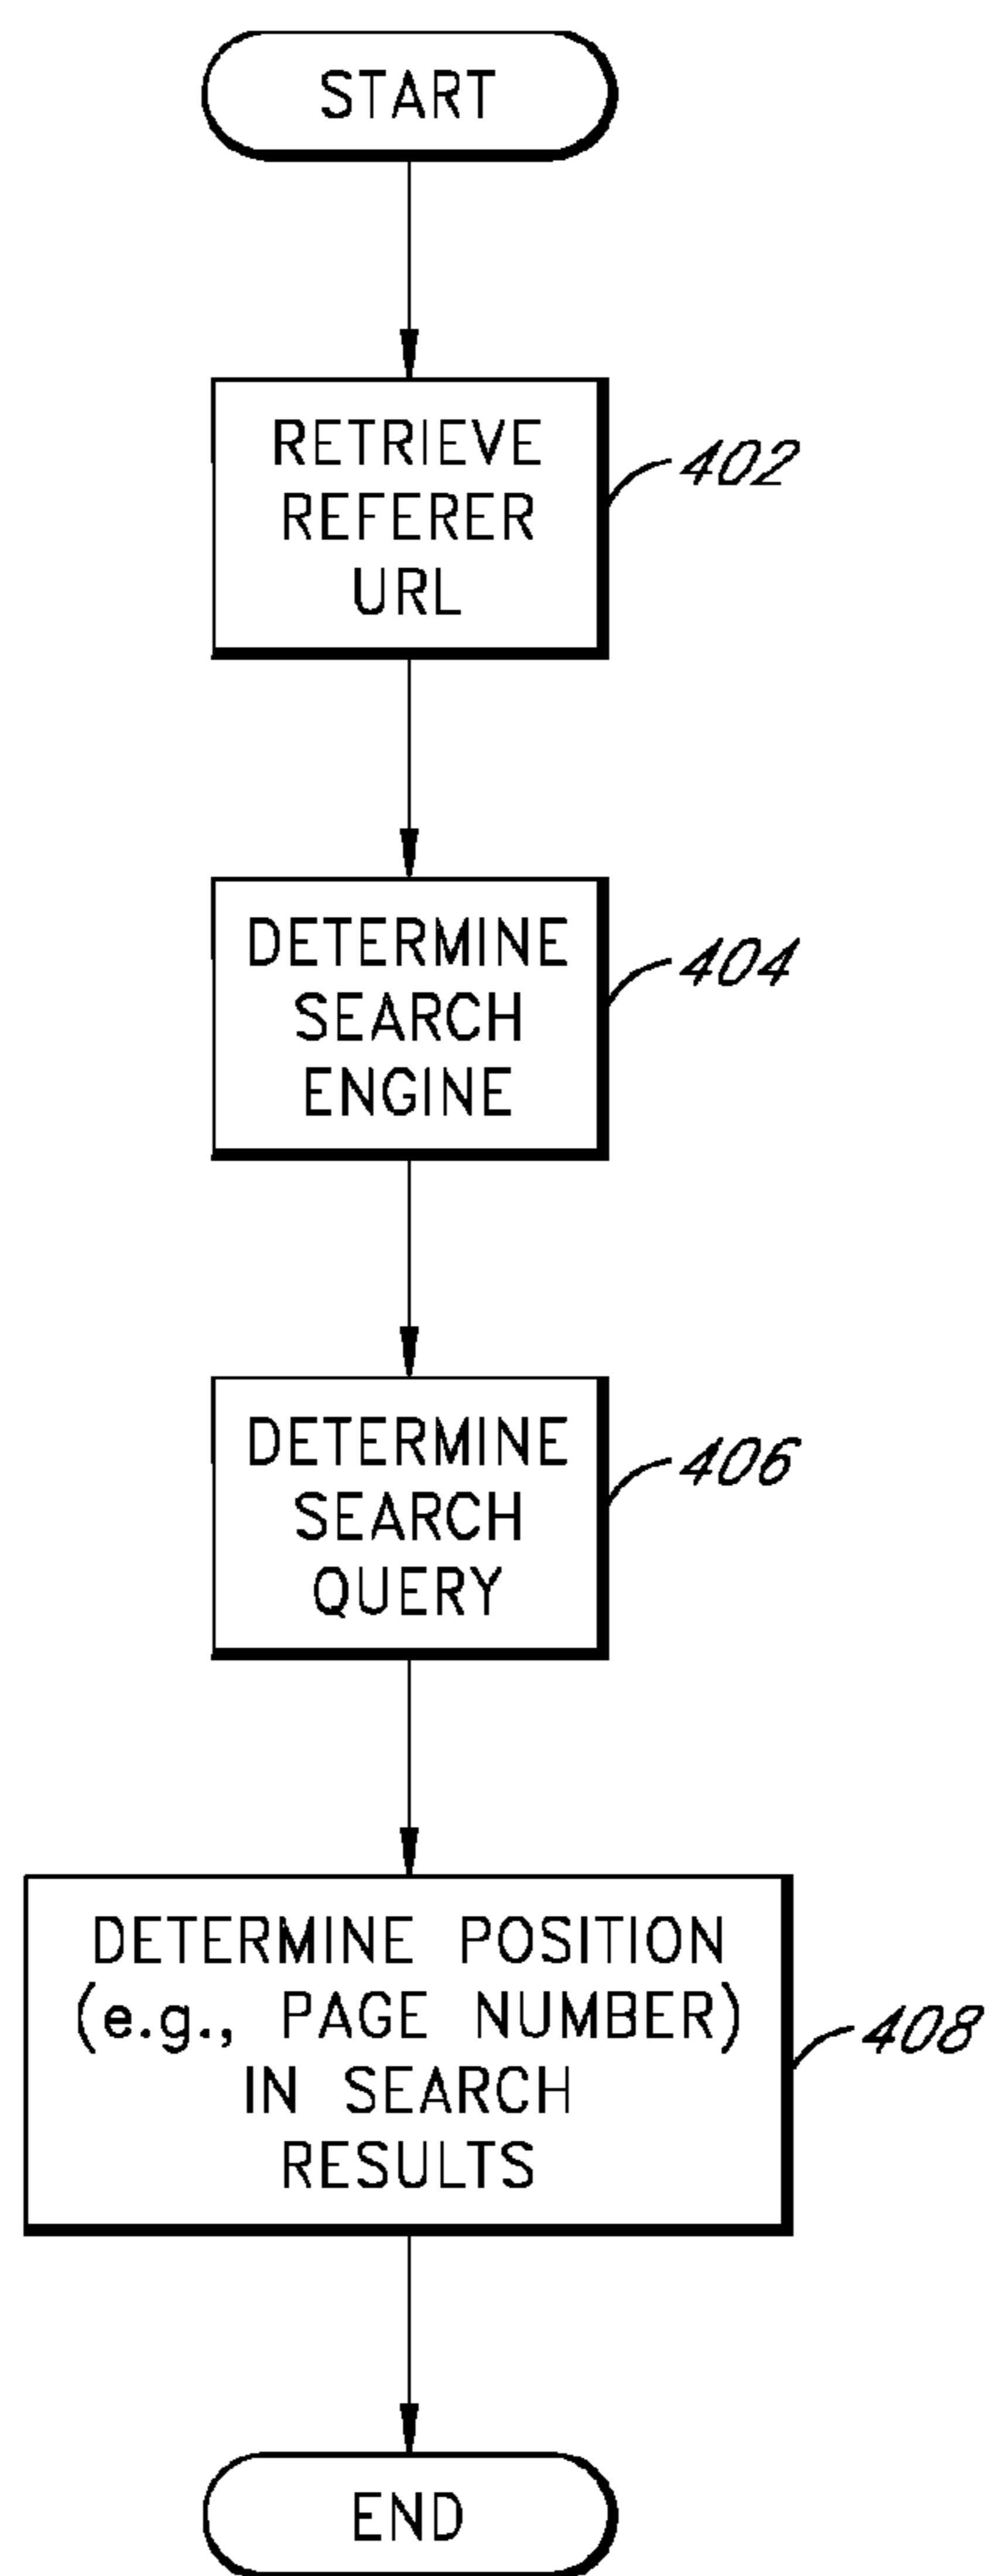 START
RETRIEVE
REFERER
URL
402
DETERMINE
SEARCH
ENGINE
404
DETERMINE
SEARCH
QUERY
406
DETERMINE POSITION
(e.g., PAGE NUMBER)
IN SEARCH
RESULTS
408
END